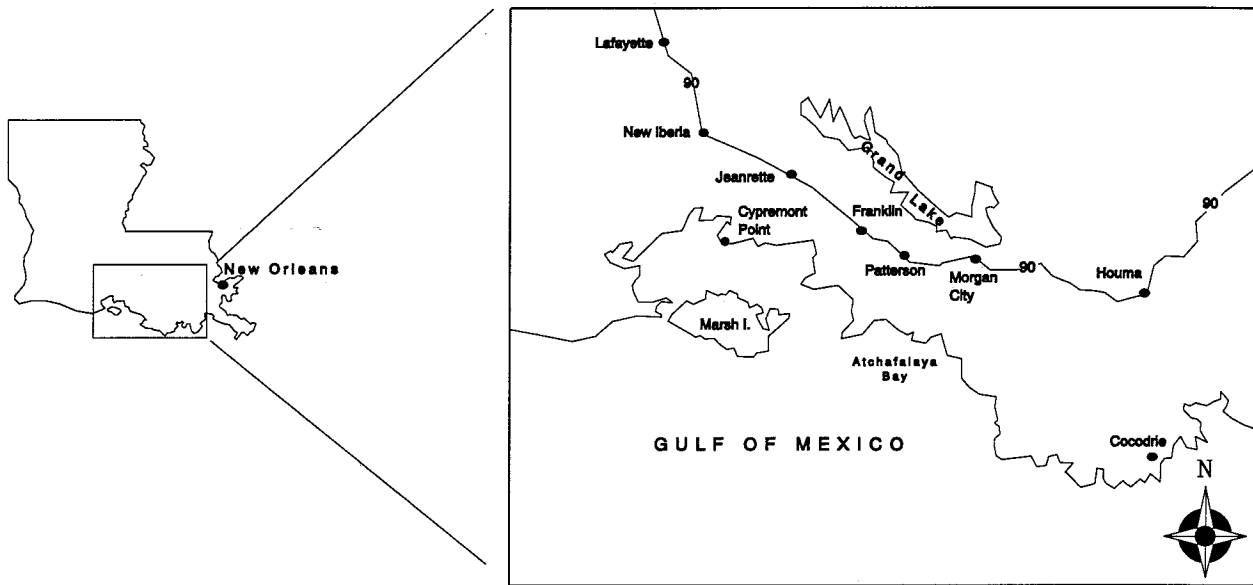 New Orleans
Lafayette
90
New Iberia
Jeanrette
Grand Lake
Cypremont
Point
Franklin
90
Patterson
Morgan
City
90
Houma
Marsh I.
Atchafalaya
Bay
GULF OF MEXICO
Cocodrie
N